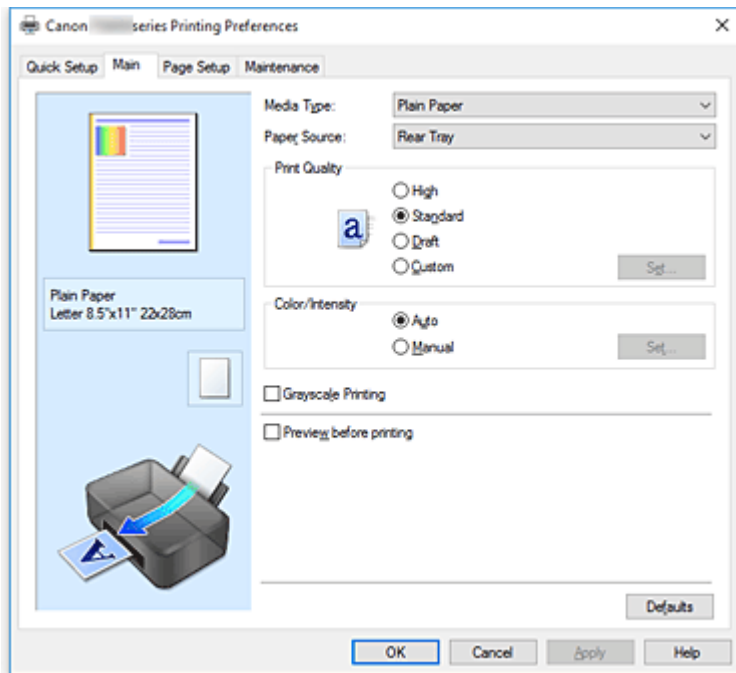 Canon series Printing Preferences
Quick Setup Main Page Setup Maintenance
Media Type: Plain Paper
Paper Source: Rear Tray
Print Quality
High
a Standard
Draft
Custom Set...
Plain Paper
Letter 8.5"x11" 22x28cm
Color/Intensity
Auto
Manual Set...
Grayscale Printing
Preview before printing
A
Defaults
OK Cancel Apply Help